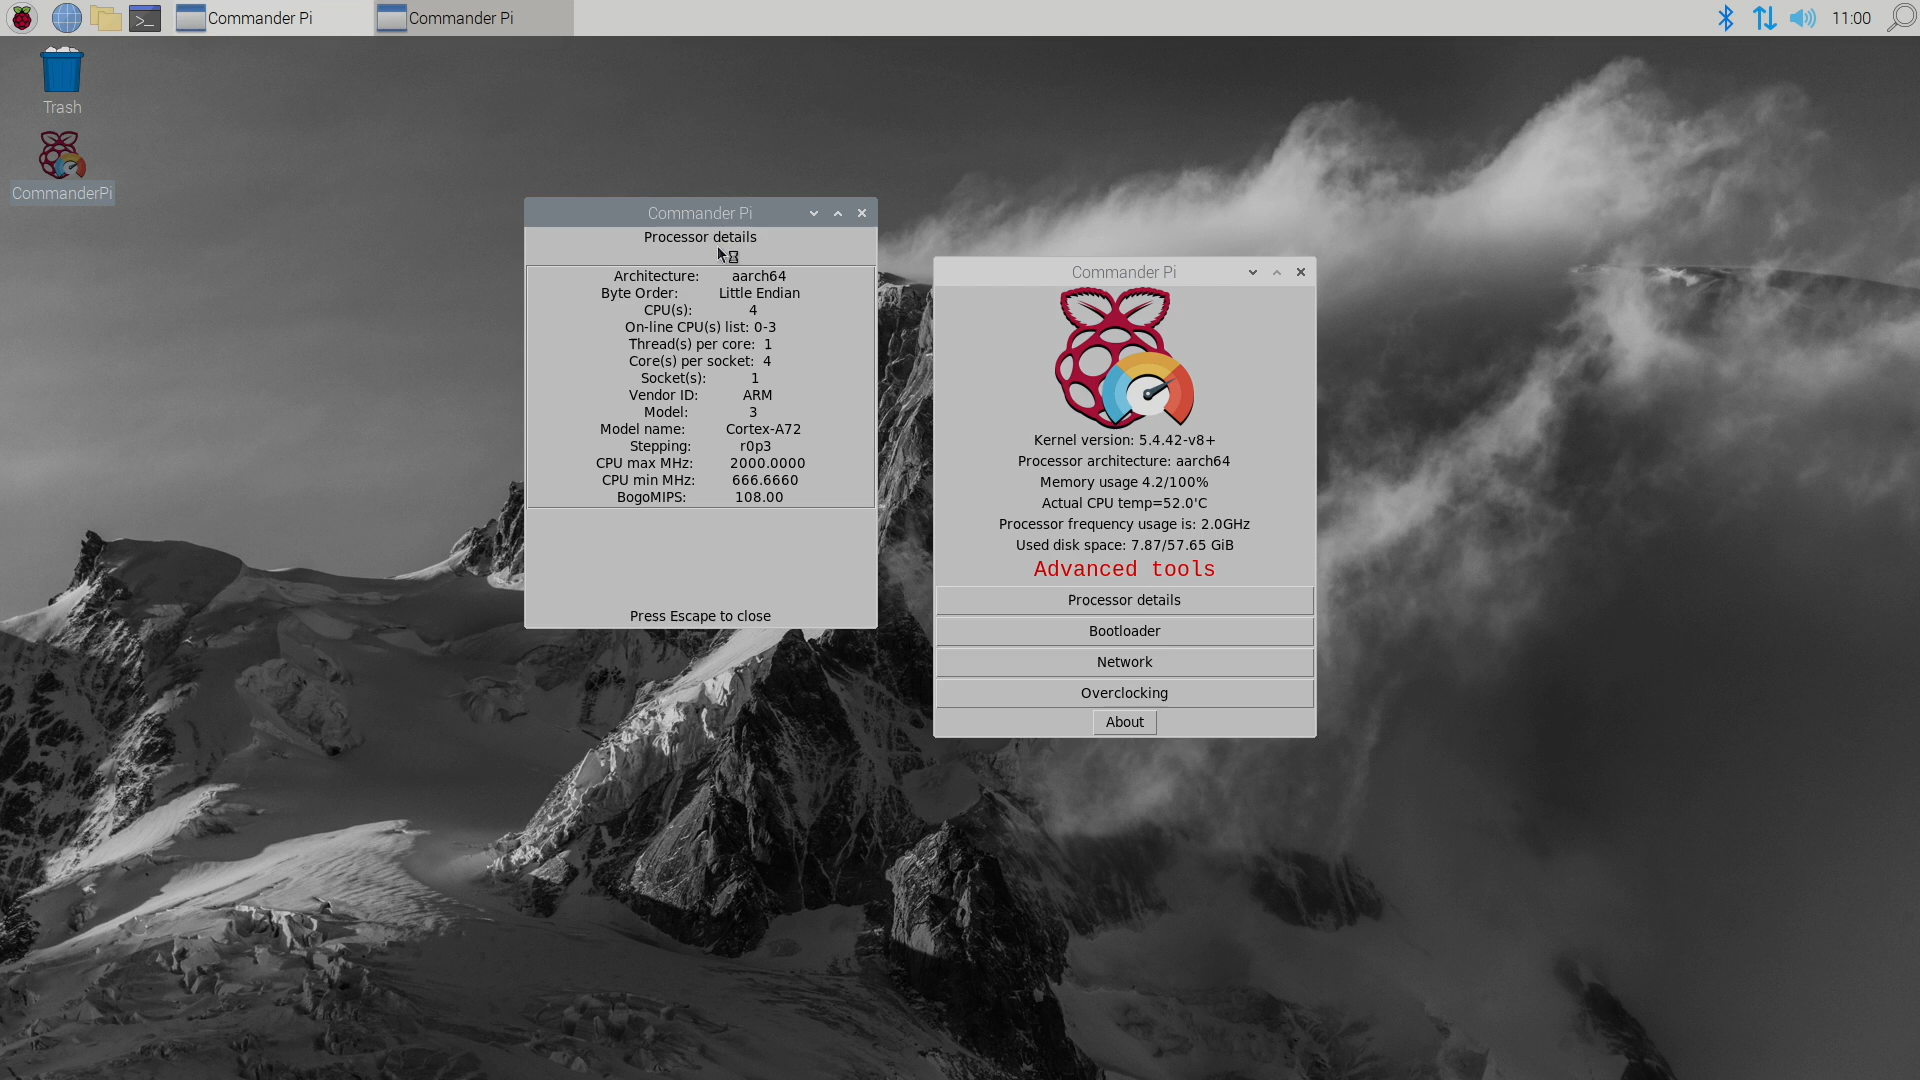 Commander Pi
Commander Pi
11:00
Trash
CommanderPi
Commander Pi
Processor details
Architecture: aarch64
Byte Order: Little Endian
CPU(s): 4
On-line CPU(s) list: 0-3
Thread(s) per core: 1
Core(s) per socket: 4
Socket(s): 1
Vendor ID: ARM
Model: 3
Model name: Cortex-A72
Stepping: r0p3
CPU max MHz: 2000.0000
CPU min MHz: 666.6660
BogoMIPS: 108.00
Press Escape to close
Commander Pi
Kernel version: 5.4.42-v8+
Processor architecture: aarch64
Memory usage 4.2/100%
Actual CPU temp=52.0'C
Processor frequency usage is: 2.0GHz
Used disk space: 7.87/57.65 GiB
Advanced tools
Processor details
Bootloader
Network
Overclocking
About